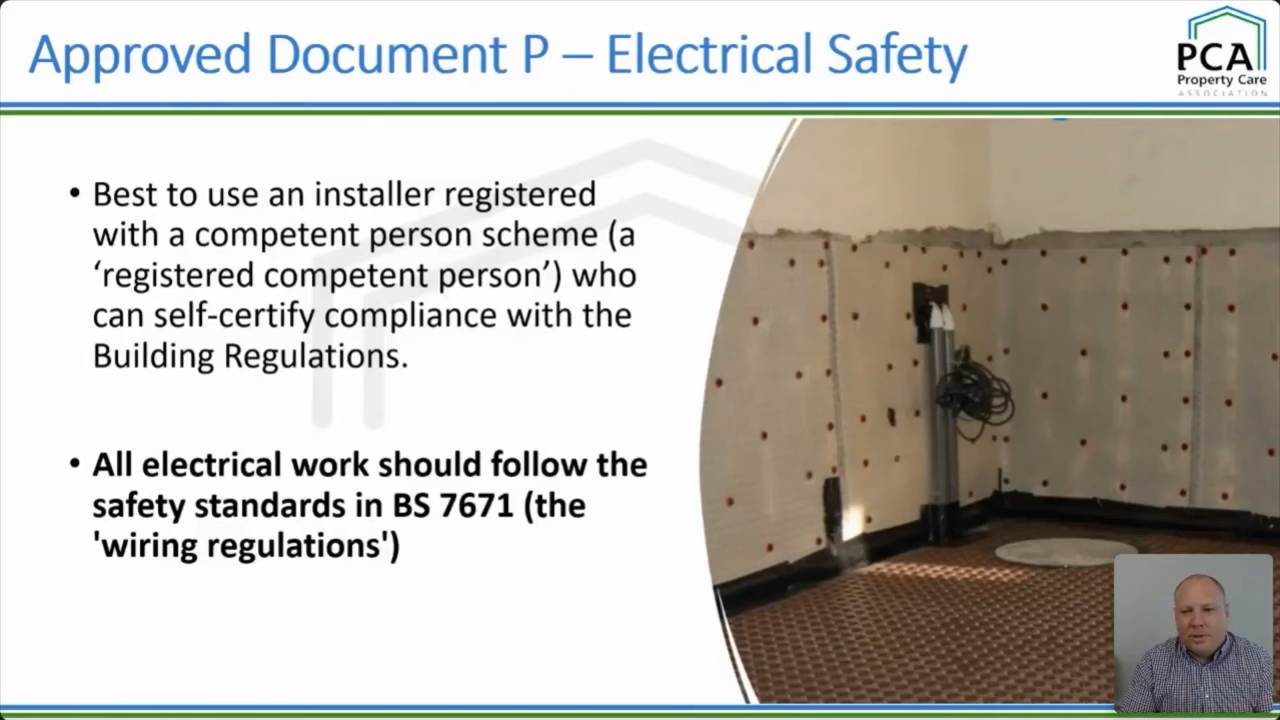 Approved Document P – Electrical Safety
PCA
Property Care
ASSOCIATION
• Best to use an installer registered
with a competent person scheme (a
‘registered competent person’) who
can self-certify compliance with the
Building Regulations.
• All electrical work should follow the
safety standards in BS 7671 (the
'wiring regulations')